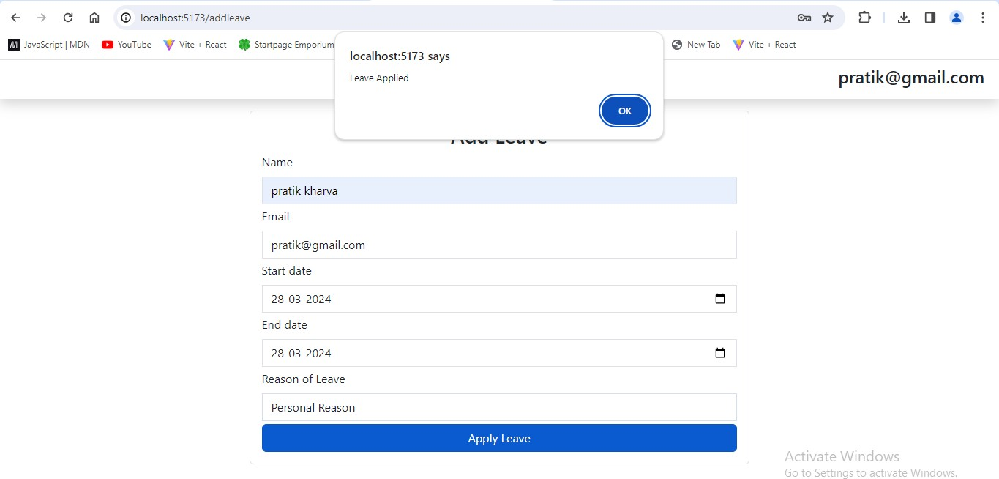 localhost:5173/addleave
M JavaScript | MDN YouTube Vite + React Startpage Emporium New Tab Vite + React
localhost:5173 says
Leave Applied
OK
pratik@gmail.com
Add Leave
Name
pratik kharva
Email
pratik@gmail.com
Start date
28-03-2024
End date
28-03-2024
Reason of Leave
Personal Reason
Apply Leave
Activate Windows
Go to Settings to activate Windows.